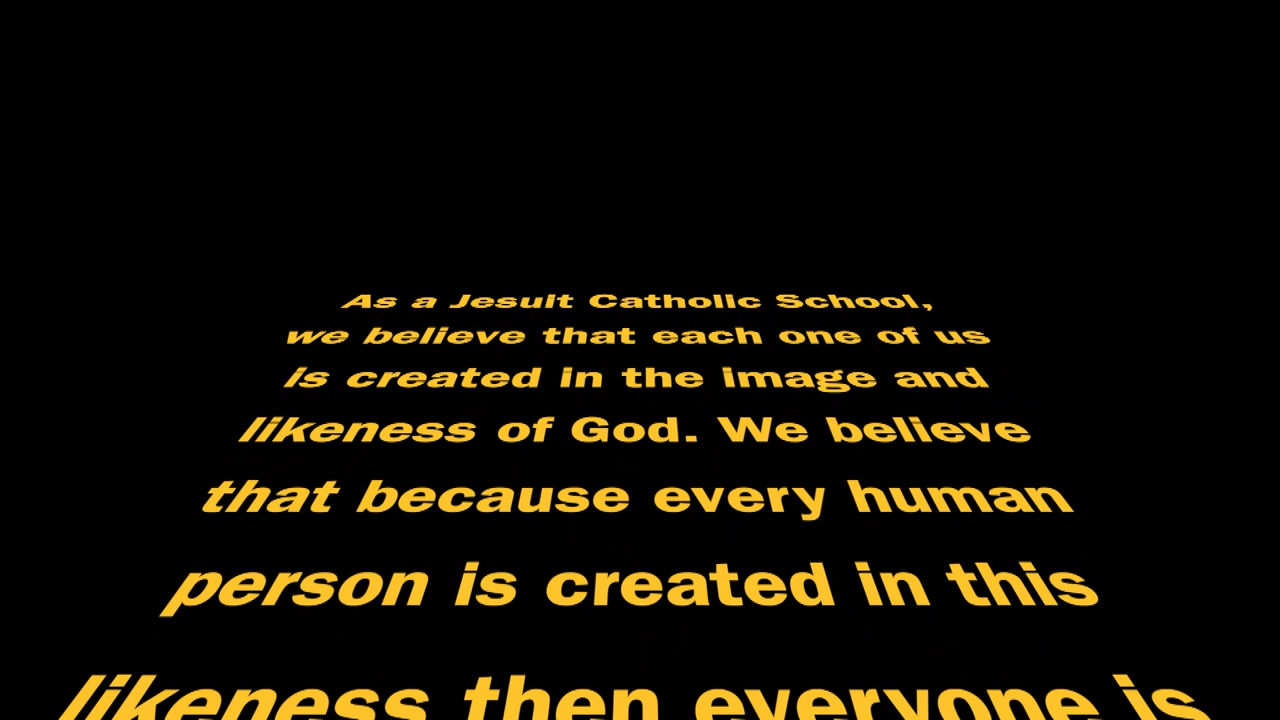 As a Jesuit Catholic School,
we believe that each one of us
is created in the image and
likeness of God. We believe
that because every human
person is created in this
likeness then everyone is